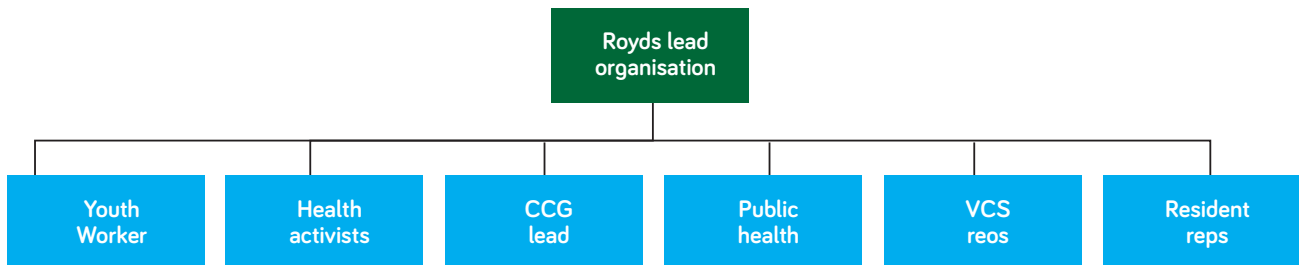 Royds lead
organisation
Youth
Worker
Health
activists
CCG
lead
Public
health
VCS
reos
Resident
reps